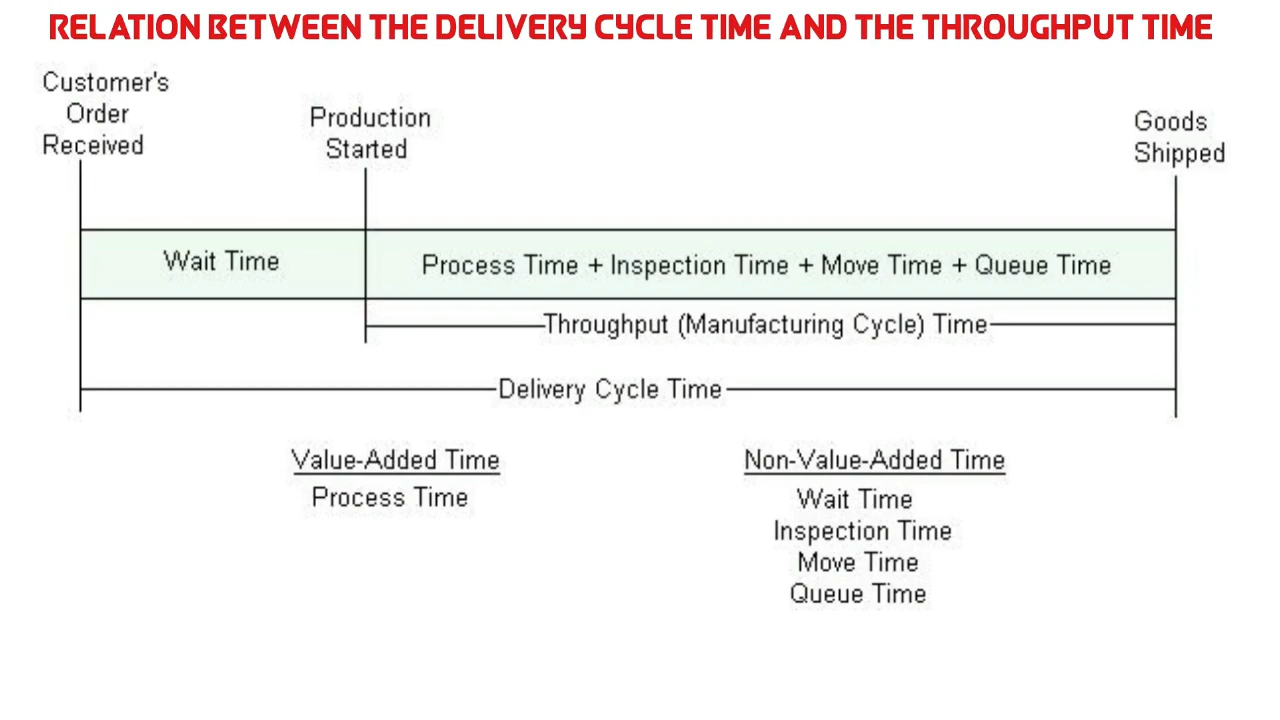 RELATION BETWEEN THE DELIVERY CYCLE TIME AND THE THROUGHPUT TIME
Customer's
Order
Received
Production
Started
Goods
Shipped
Wait Time
Process Time + Inspection Time + Move Time + Queue Time
Throughput (Manufacturing Cycle) Time
Delivery Cycle Time
Value-Added Time
Process Time
Non-Value-Added Time
Wait Time
Inspection Time
Move Time
Queue Time